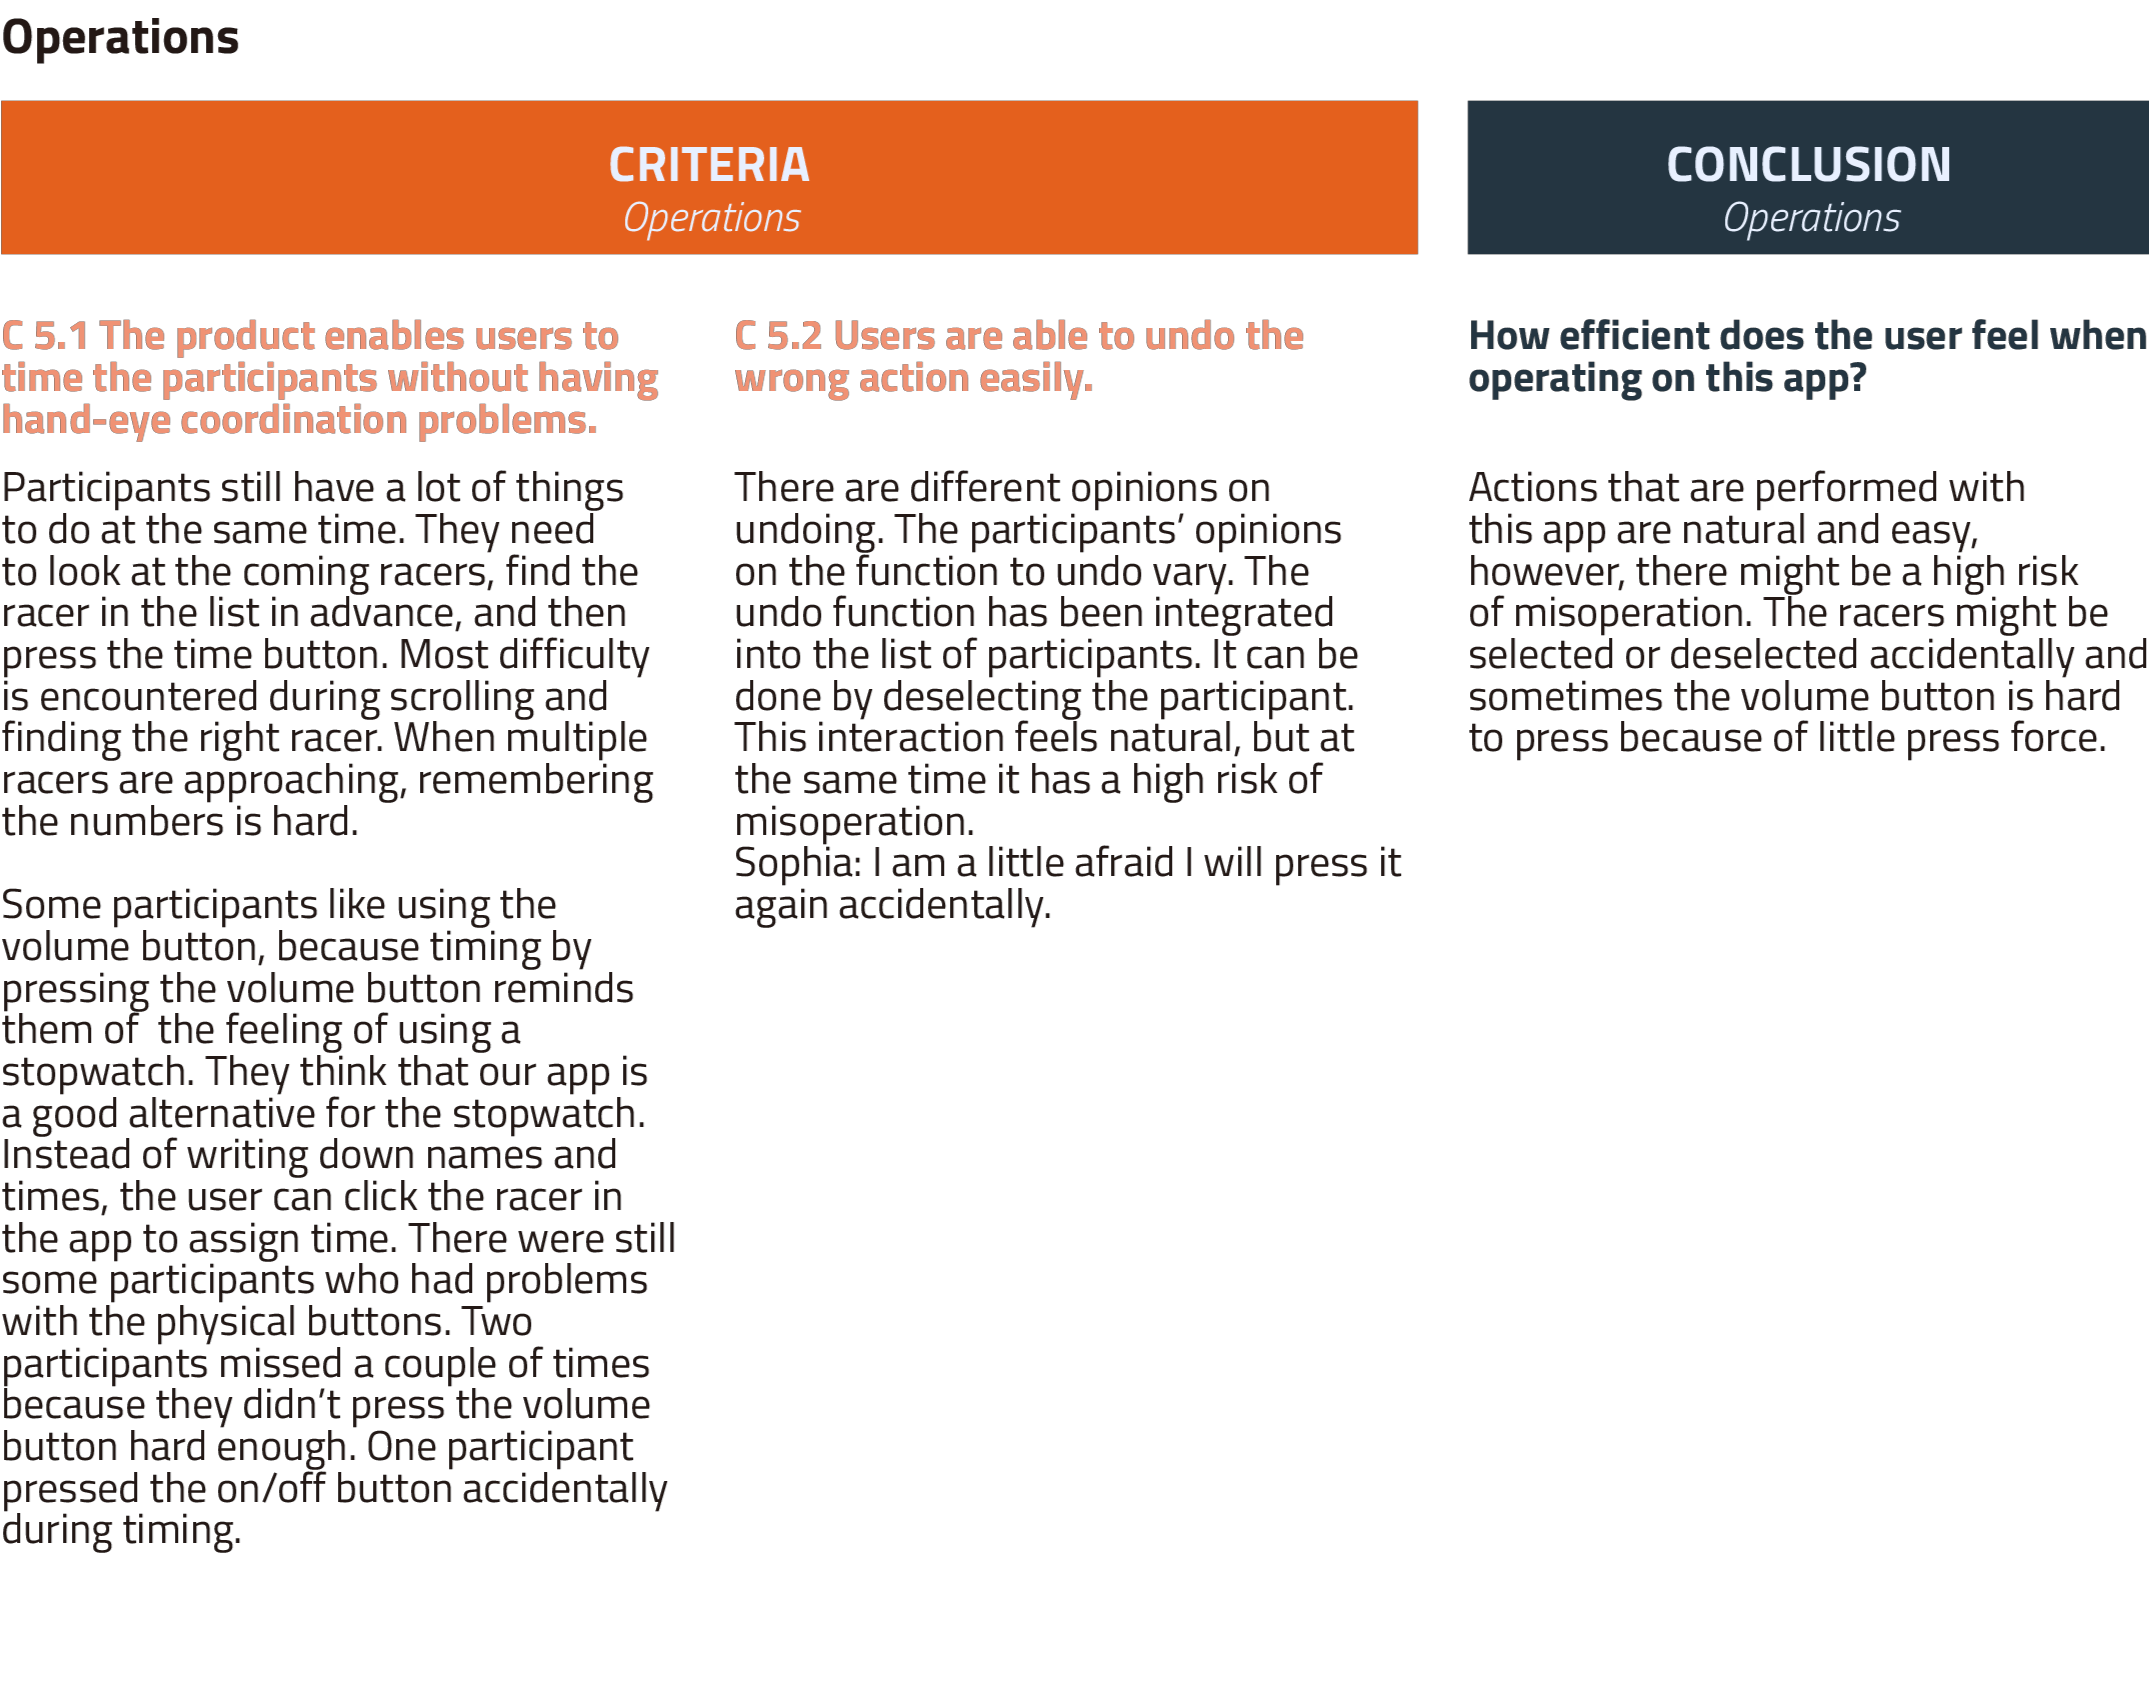 Operations
CRITERIA
Operations
CONCLUSION
Operations
C 5.1 The product enables users to
time the participants without having
hand-eye coordination problems.
Participants still have a lot of things
to do at the same time. They need
to look at the coming racers, find the
racer in the list in advance, and then
press the time button. Most difficulty
is encountered during scrolling and
finding the right racer. When multiple
racers are approaching, remembering
the numbers is hard.
Some participants like using the
volume button, because timing by
pressing the volume button reminds
them of  the feeling of using a
stopwatch. They think that our app is
a good alternative for the stopwatch.
Instead of writing down names and
times, the user can click the racer in
the app to assign time. There were still
some participants who had problems
with the physical buttons. Two
participants missed a couple of times
because they didn’t press the volume
button hard enough. One participant
pressed the on/off button accidentally
during timing.
C 5.2 Users are able to undo the
wrong action easily.
There are different opinions on
undoing. The participants’ opinions
on the function to undo vary. The
undo function has been integrated
into the list of participants. It can be
done by deselecting the participant.
This interaction feels natural, but at
the same time it has a high risk of
misoperation.
Sophia: I am a little afraid I will press it
again accidentally.
How efficient does the user feel when
operating on this app?
Actions that are performed with
this app are natural and easy,
however, there might be a high risk
of misoperation. The racers might be
selected or deselected accidentally and
sometimes the volume button is hard
to press because of little press force.